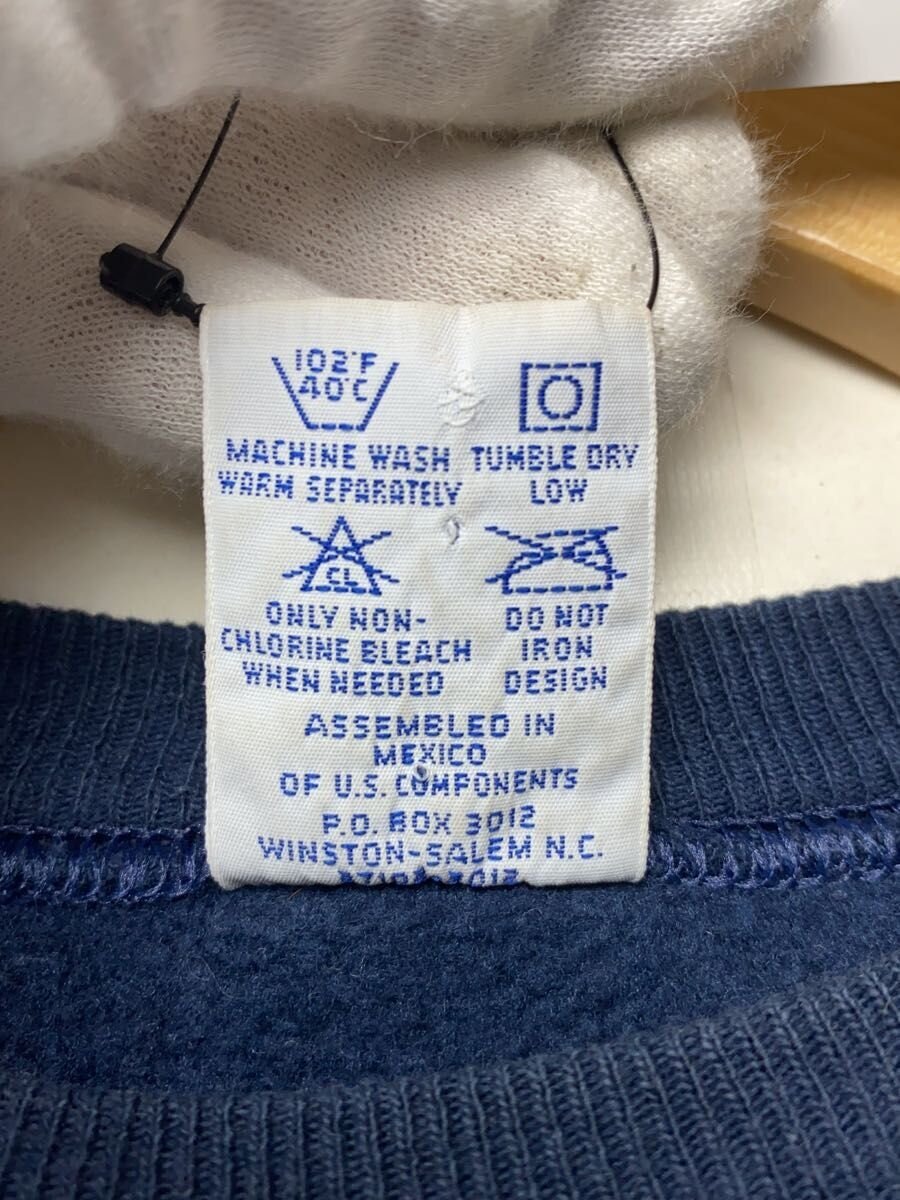 102°F
40°C
MACHINE WASH
WARM SEPARATELY
TUMBLE DRY
LOW
CL
ONLY NON-
CHLORINE BLEACH
WHEN NEEDED
DO NOT
IRON
DESIGN
ASSEMBLED IN
MEXICO
OF U.S. COMPONENTS
P.O. BOX 3012
WINSTON-SALEM N.C.